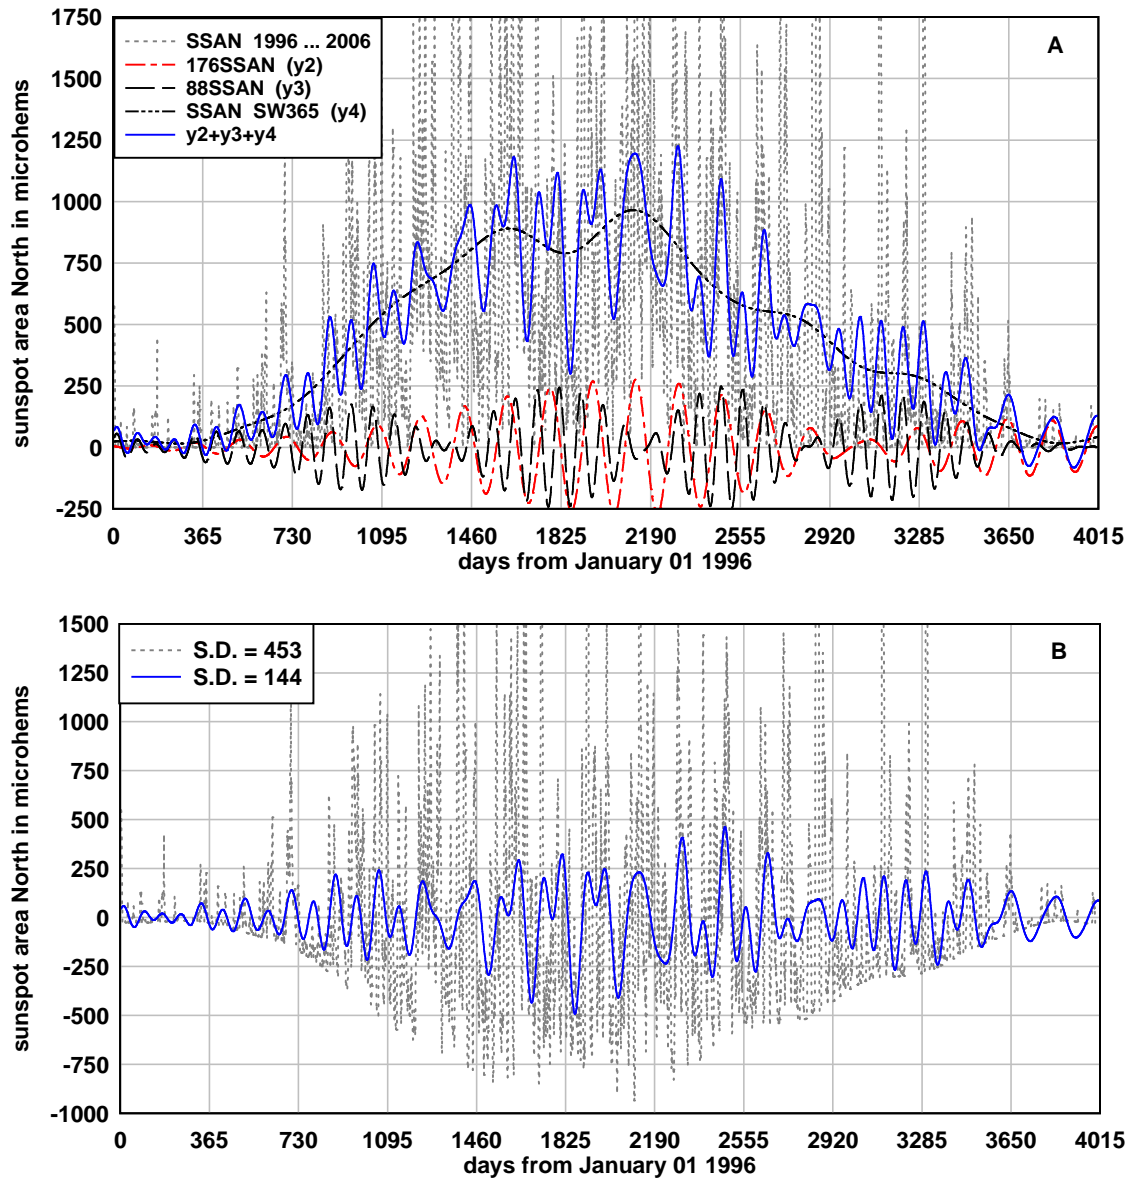 1750
1500
1250
1000
750
500
250
0
-250
sunspot area North in microhems
SSAN 1996 ... 2006
176SSAN (y2)
88SSAN (y3)
SSAN SW365 (y4)
y2+y3+y4
A
0 365 730 1095 1460 1825 2190 2555 2920 3285 3650 4015
days from January 01 1996
1500
1250
1000
750
500
250
0
-250
-500
-750
-1000
sunspot area North in microhems
S.D. = 453
S.D. = 144
B
0 365 730 1095 1460 1825 2190 2555 2920 3285 3650 4015
days from January 01 1996